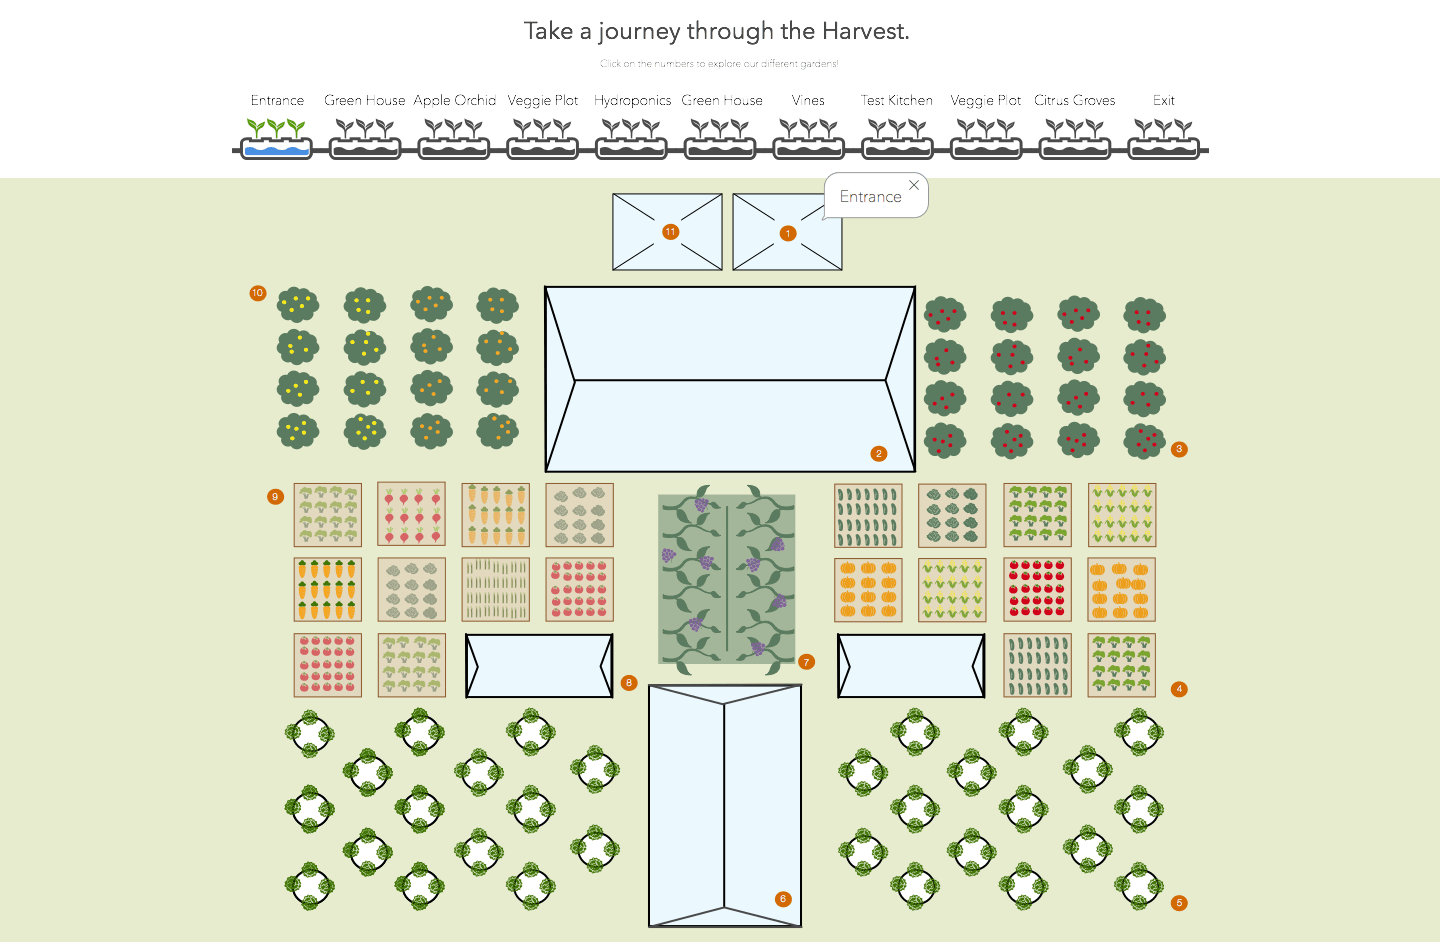 Take a journey through the Harvest.
Click on the numbers to explore our different gardens!
Entrance Green House Apple Orchid Veggie Plot Hydroponics Green House Vines Test Kitchen Veggie Plot Citrus Groves Exit
Entrance
11 1
10
2
3
9
7
8
4
6
5